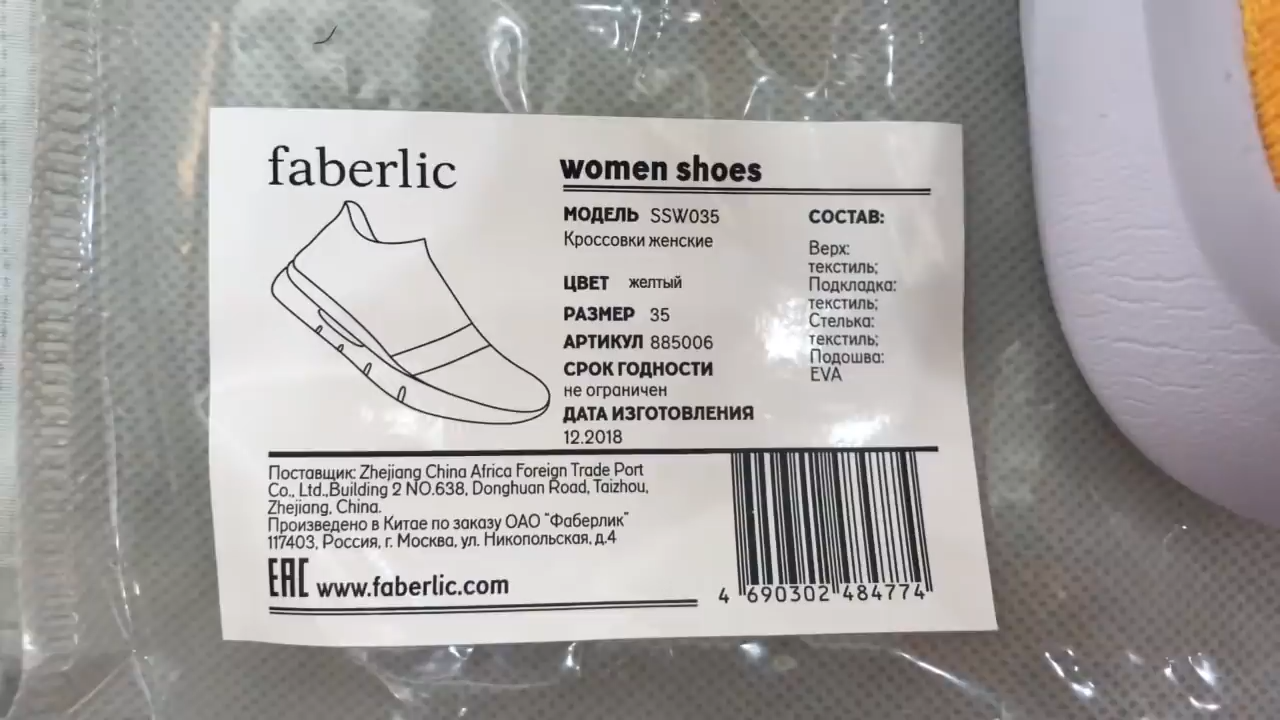 faberlic
women shoes
МОДЕЛЬ SSW035
Кроссовки женские
ЦВЕТ желтый
РАЗМЕР 35
АРТИКУЛ 885006
СРОК ГОДНОСТИ
не ограничен
ДАТА ИЗГОТОВЛЕНИЯ
12.2018
СОСТАВ:
Верх:
текстиль;
Подкладка:
текстиль;
Стелька:
текстиль;
Подошва:
EVA
Поставщик: Zhejiang China Africa Foreign Trade Port
Co., Ltd.,Building 2 NO.638, Donghuan Road, Taizhou,
Zhejiang, China.
Произведено в Китае по заказу ОАО "Фаберлик"
117403, Россия, г. Москва, ул. Никопольская, д.4
EAC www.faberlic.com
4 690302 484774